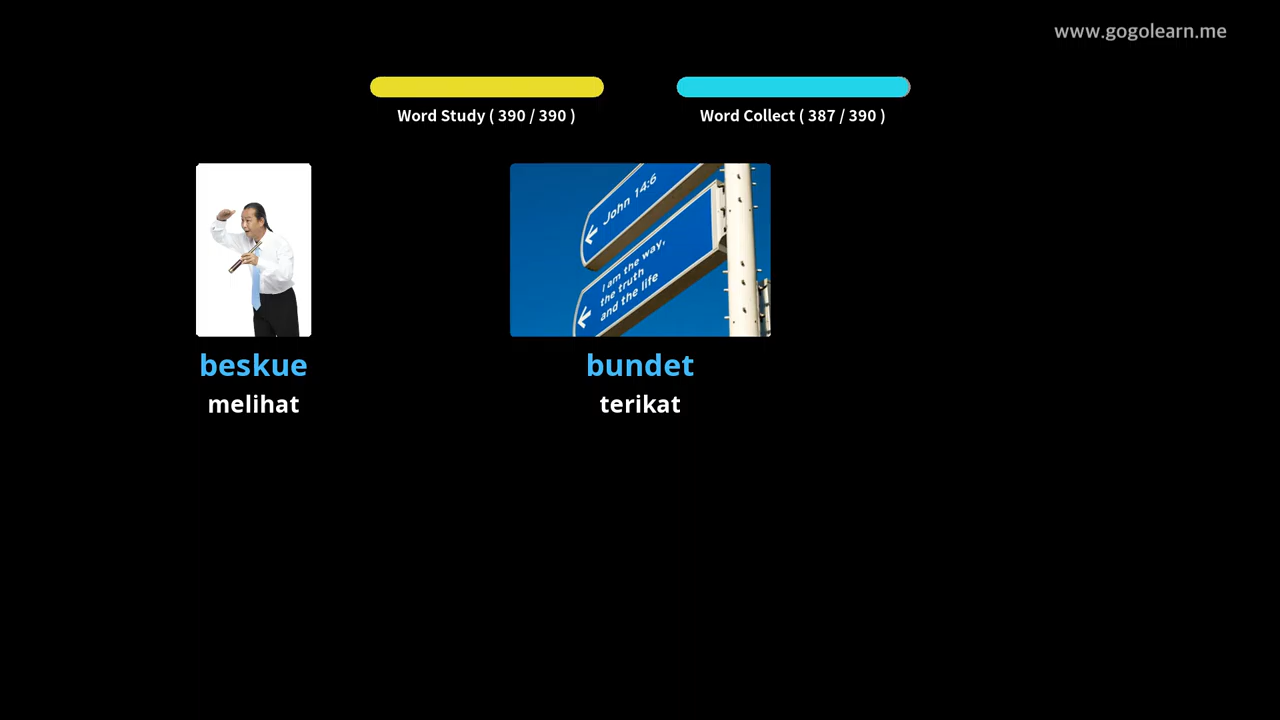 www.gogolearn.me
Word Study ( 390 / 390 )
Word Collect ( 387 / 390 )
John 14:6
I am the way,
the truth
and the life
beskue
melihat
bundet
terikat